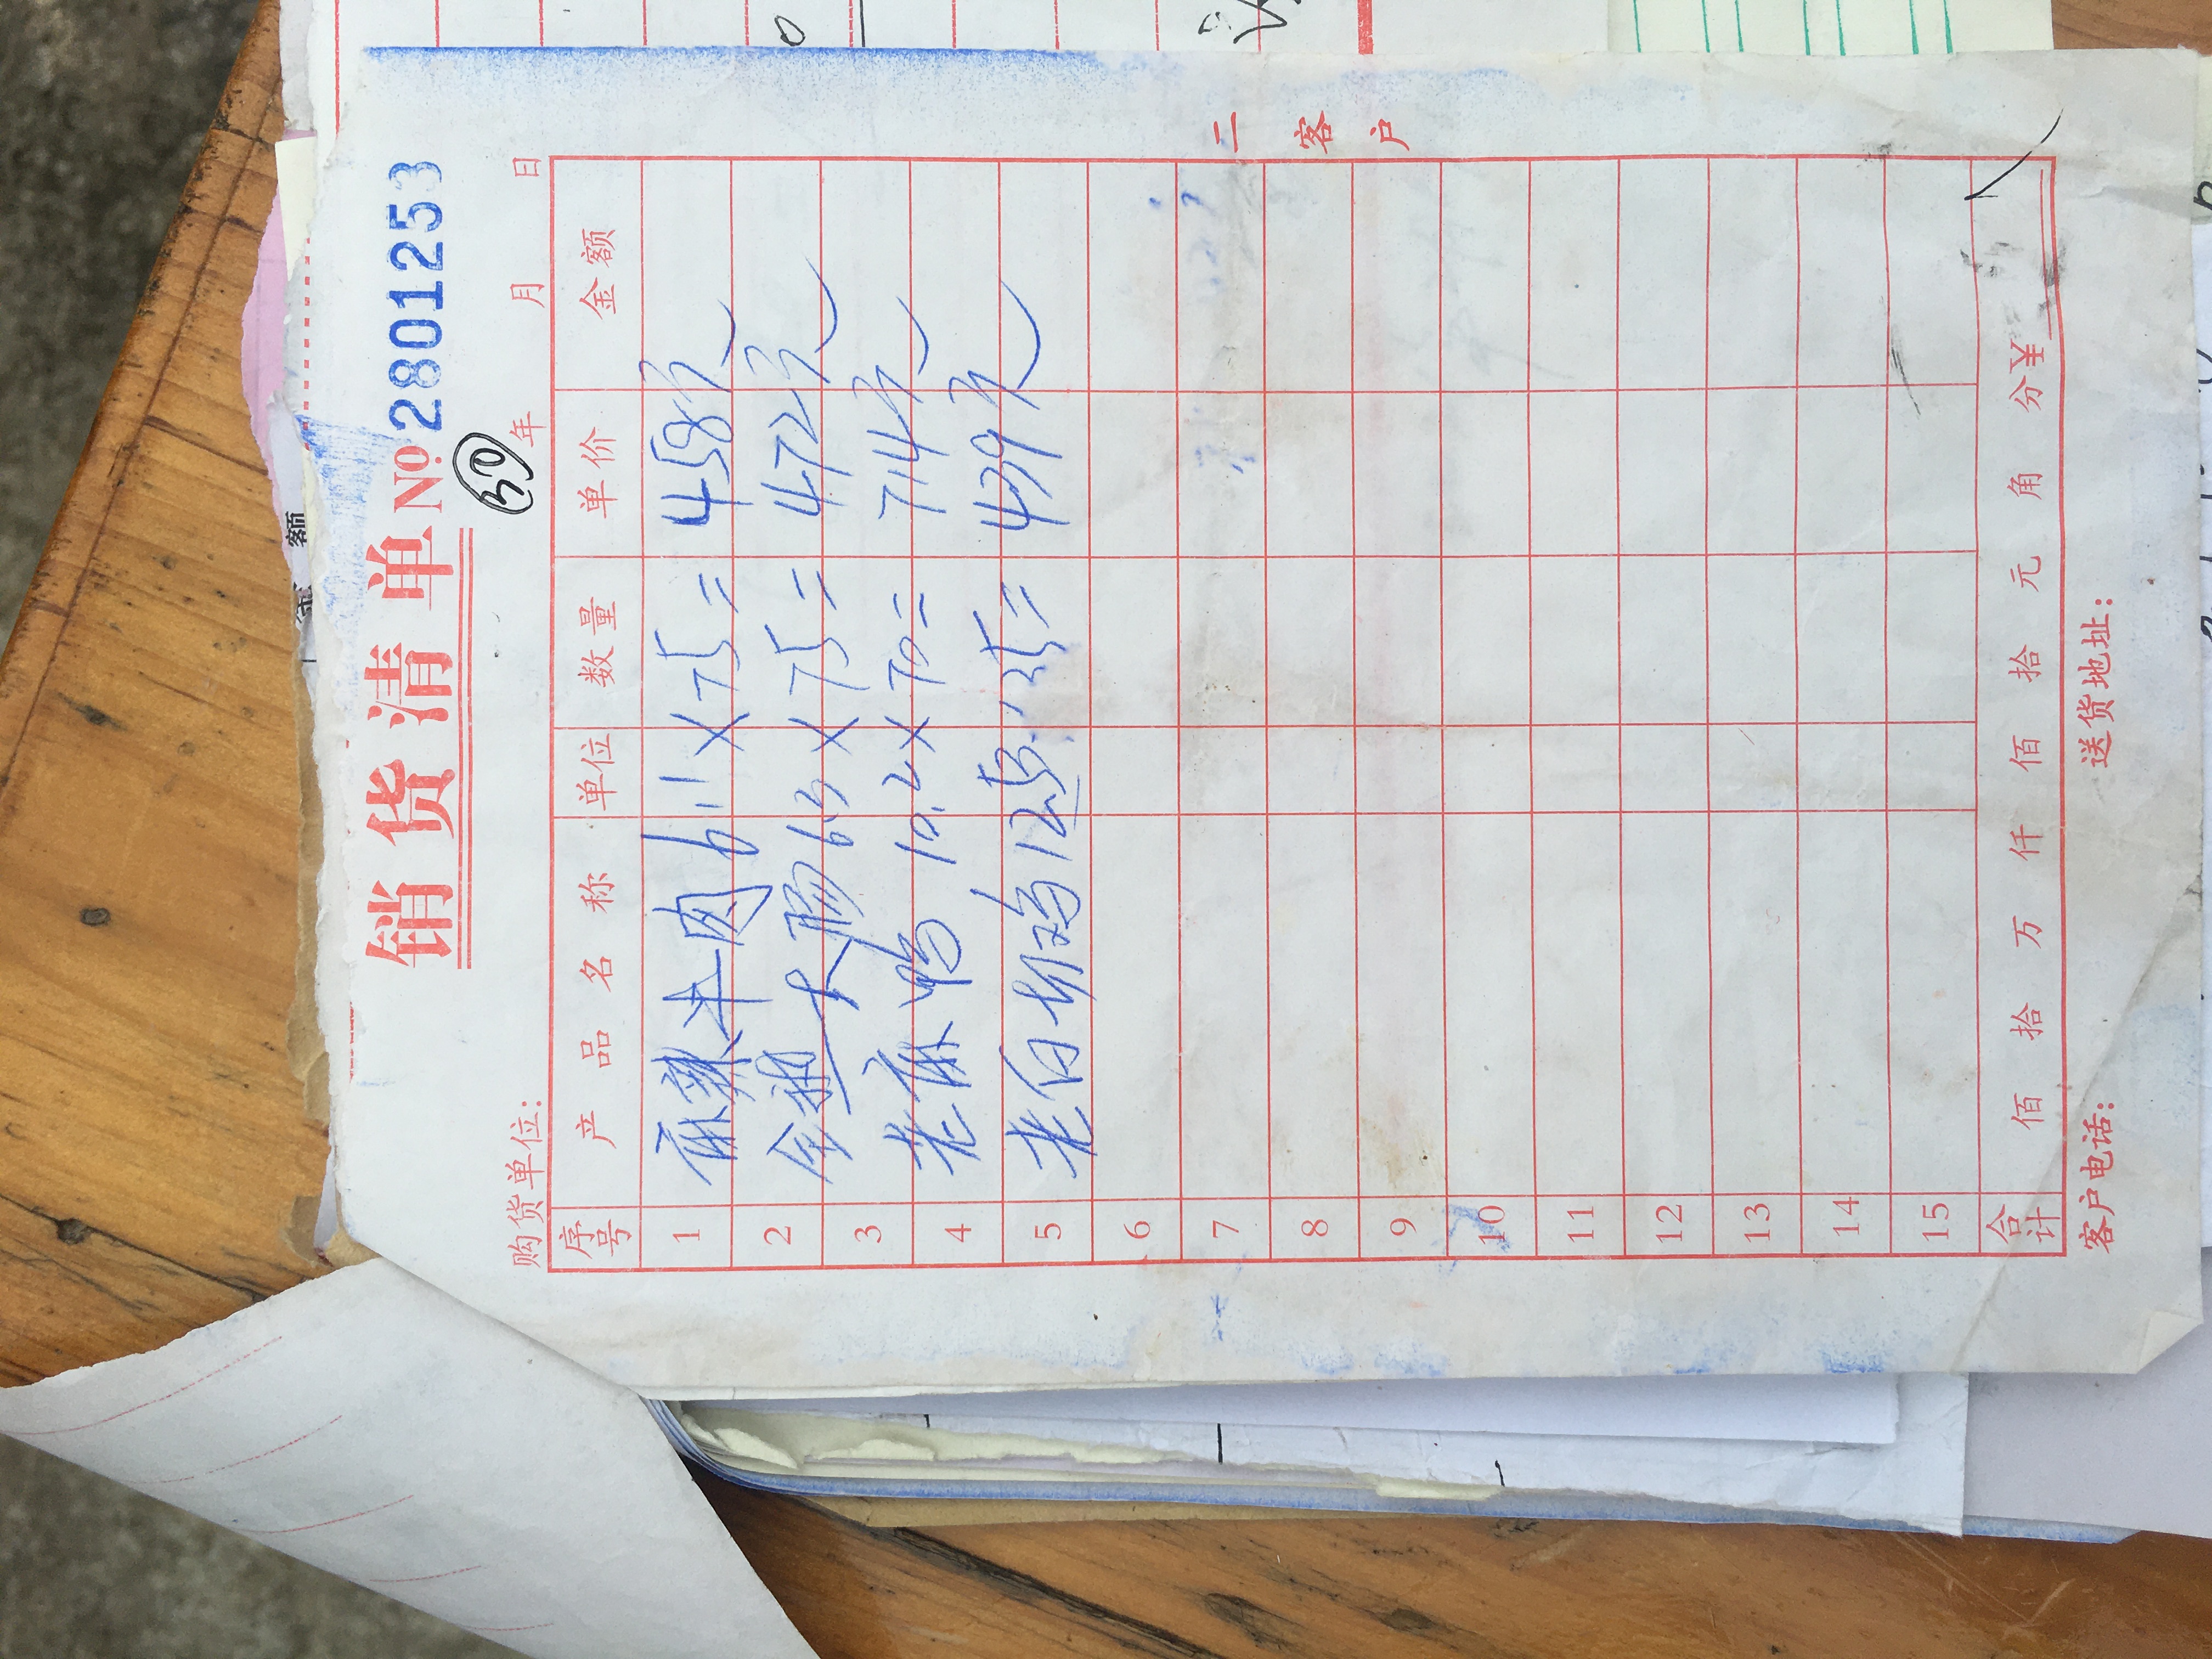 金 额
销货清单 № 2801253
30
购货单位: 年 月 日
序号 产品名称 单位 数量 单价 金额
1 麻辣牛肉 6.1 × 75 = 458元
2 全熟大肠 6.3 × 75 = 472元
3 老麻鸭 10.2 × 70 = 714元
4
5 老白切鸡 12.55 × 35 = 439元
6
7
8
9
10
11
12
13
14
15
合计 佰 拾 万 仟 佰 拾 元 角 分 ¥
客户电话: 送货地址:
二客户